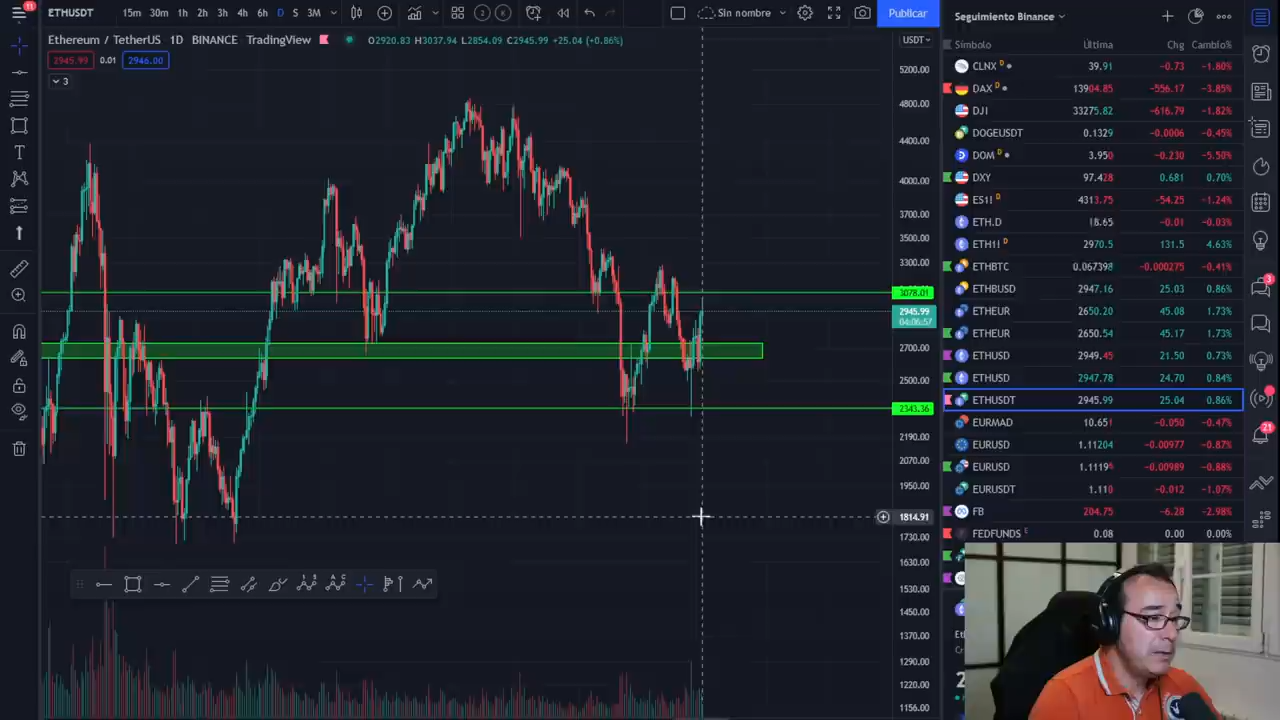 11
ETHUSDT 15m 30m 1h 2h 3h 4h 6h D S 3M 2 K Sin nombre Publicar
Ethereum / TetherUS 1D BINANCE TradingView O2920.83 H3037.94 L2854.09 C2945.99 +25.04 (+0.86%) USDT
2945.99 0.01 2946.00
3
5200.00
4800.00
4400.00
4000.00
3700.00
3500.00
3300.00
3078.01
2945.99
04:06:57
2700.00
2500.00
2343.36
2190.00
2070.00
1950.00
1814.91
1730.00
1630.00
1530.00
1450.00
1370.00
1290.00
1220.00
1156.00
Seguimiento Binance
Símbolo Última Chg Cambio%
CLNX D 39.91 −0.73 −1.80%
DAX D 13904.85 −556.17 −3.85%
DJI 33275.82 −616.79 −1.82%
DOGEUSDT 0.1329 −0.0006 −0.45%
DOM D 3.950 −0.230 −5.50%
DXY 97.428 0.681 0.70%
ES1! D 4313.75 −54.25 −1.24%
ETH.D 18.65 −0.01 −0.03%
ETH1! D 2970.5 131.5 4.63%
ETHBTC 0.067398 −0.000275 −0.41%
ETHBUSD 2947.16 25.03 0.86%
ETHEUR 2650.20 45.08 1.73%
ETHEUR 2650.54 45.17 1.73%
ETHUSD 2949.45 21.50 0.73%
ETHUSD 2947.78 24.70 0.84%
ETHUSDT 2945.99 25.04 0.86%
EURMAD 10.651 −0.050 −0.47%
EURUSD 1.11204 −0.00977 −0.87%
EURUSD 1.1119⁶ −0.00989 −0.88%
EURUSDT 1.110 −0.012 −1.07%
FB 204.75 −6.28 −2.98%
FEDFUNDS E 0.08 0.00 0.00%
3
21